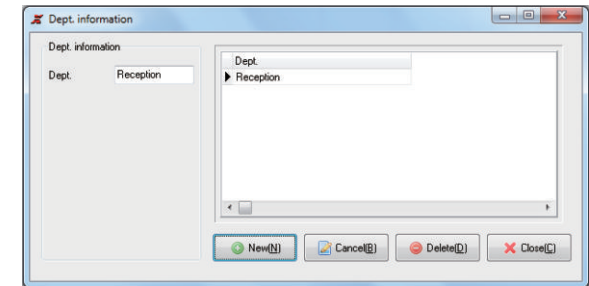 Dept. information
Dept. information
Dept. Reception
Dept.
Reception
New(N) Cancel(B) Delete(D) Close(C)